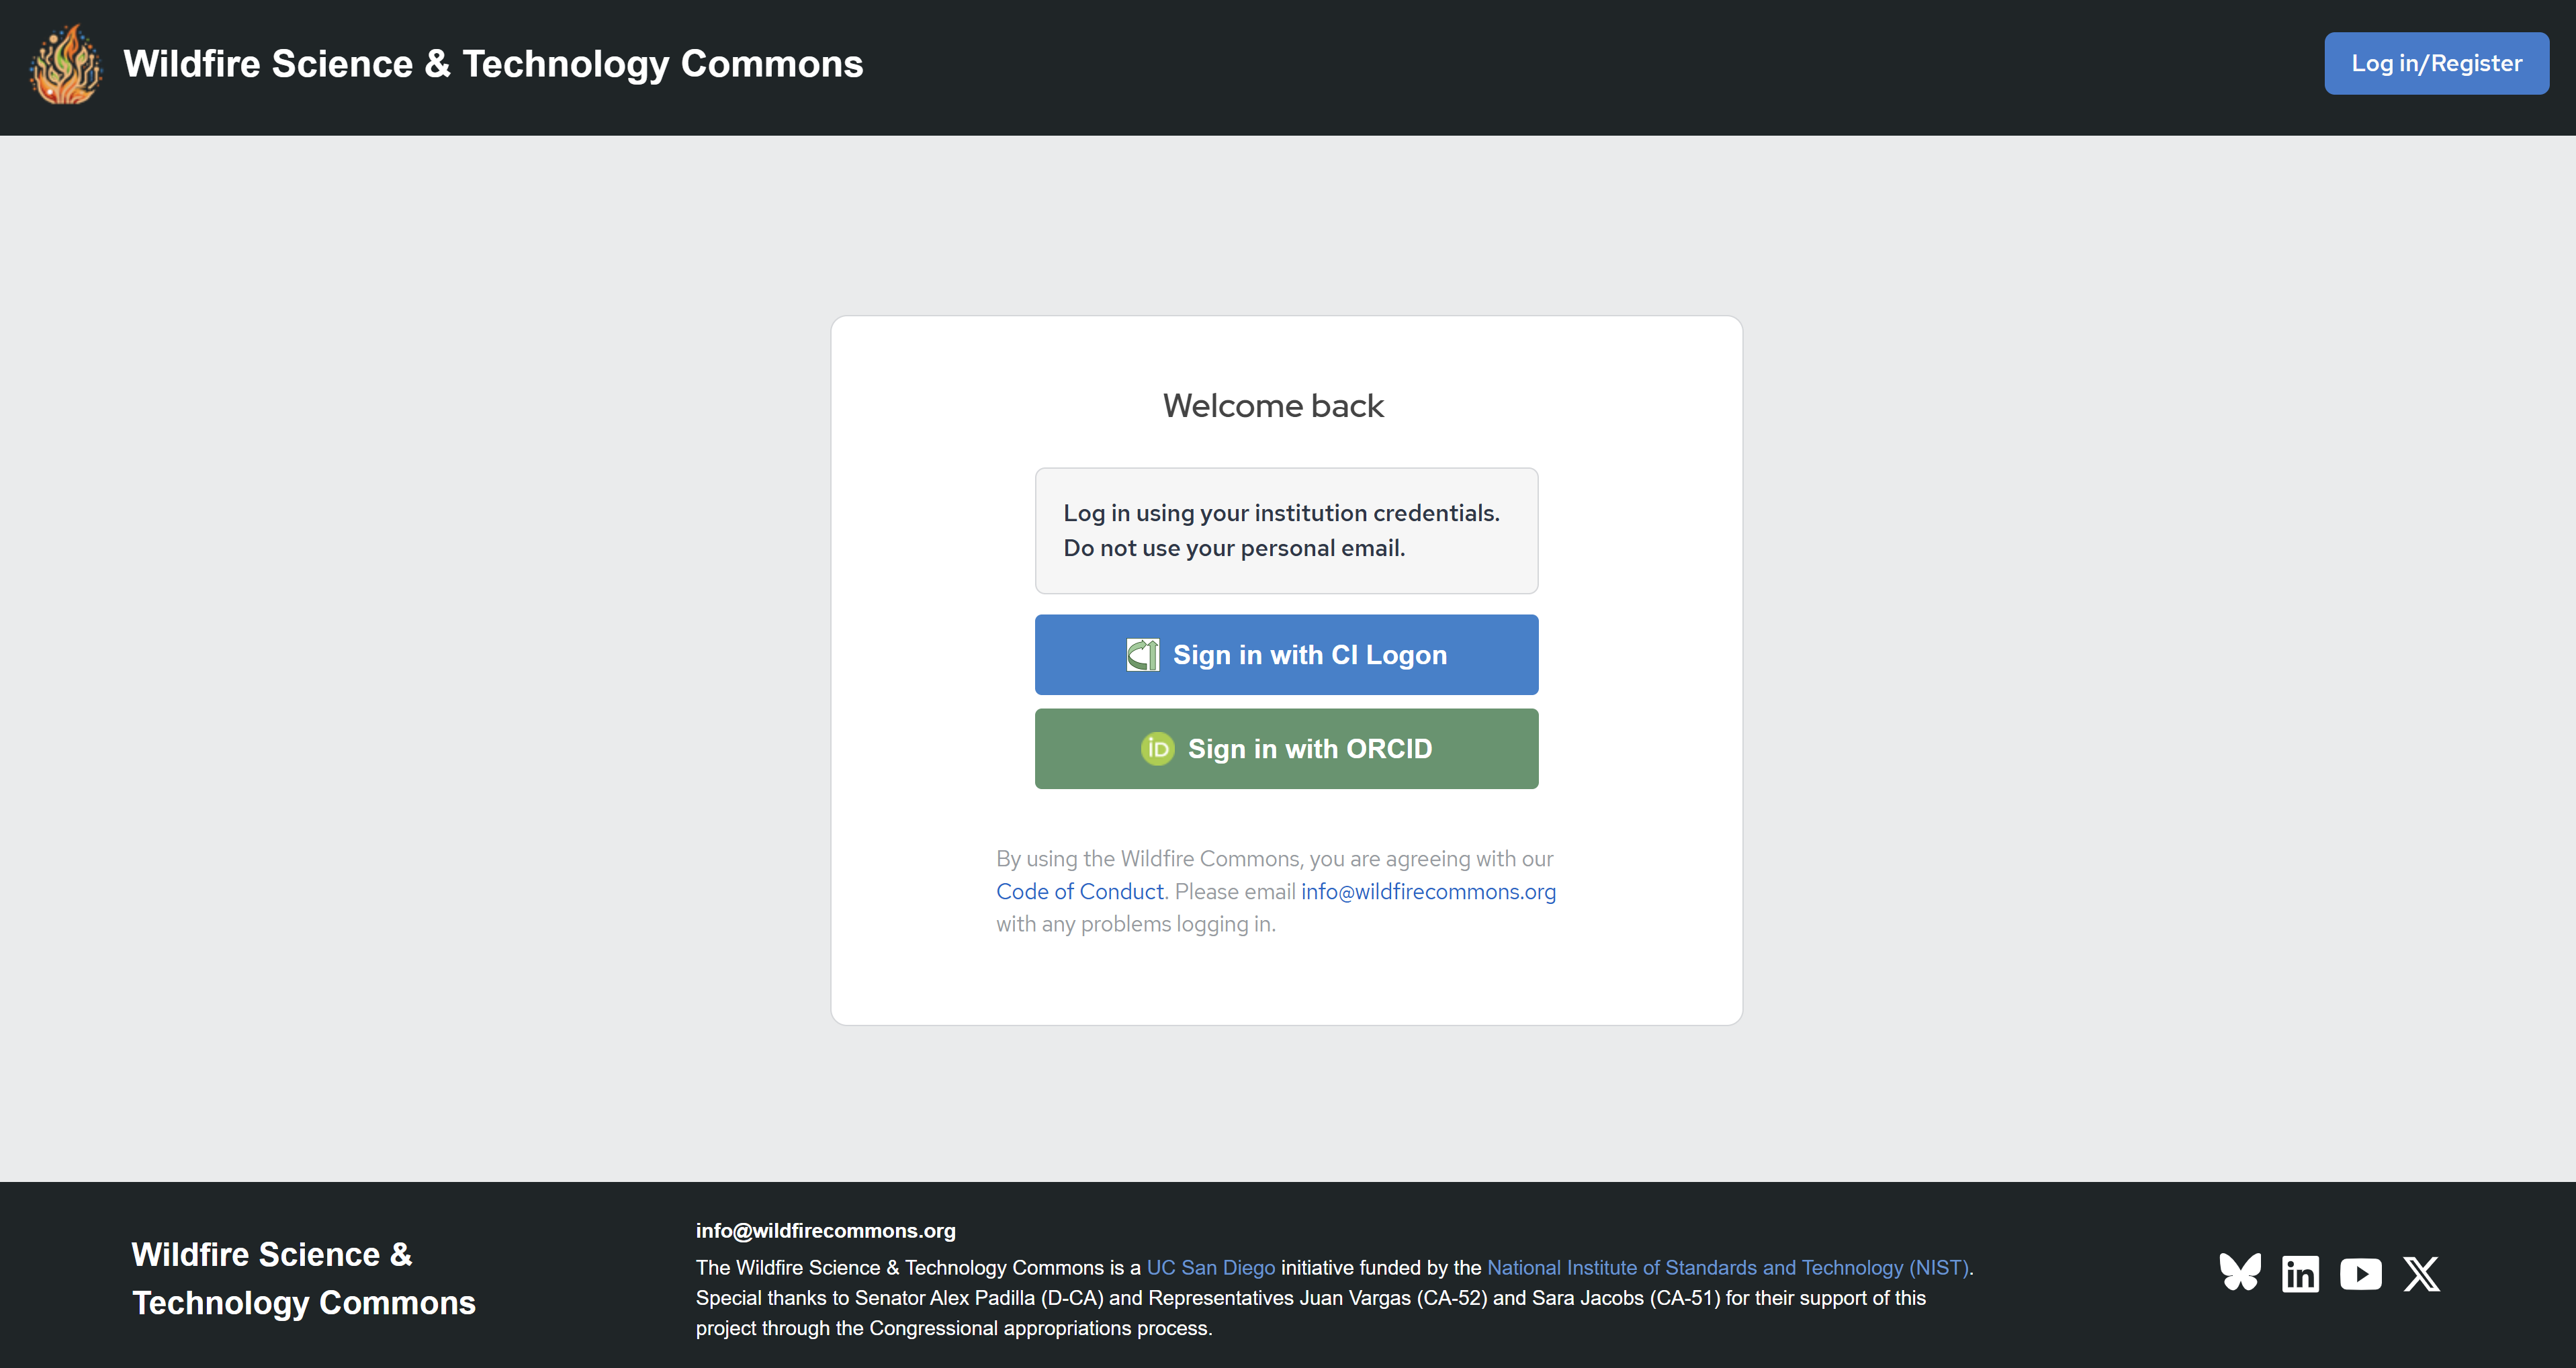 Wildfire Science & Technology Commons
Log in/Register
Welcome back
Log in using your institution credentials.
Do not use your personal email.
Sign in with CI Logon
iD Sign in with ORCID
By using the Wildfire Commons, you are agreeing with our
Code of Conduct. Please email info@wildfirecommons.org
with any problems logging in.
Wildfire Science &
Technology Commons
info@wildfirecommons.org
The Wildfire Science & Technology Commons is a UC San Diego initiative funded by the National Institute of Standards and Technology (NIST).
Special thanks to Senator Alex Padilla (D-CA) and Representatives Juan Vargas (CA-52) and Sara Jacobs (CA-51) for their support of this
project through the Congressional appropriations process.
in